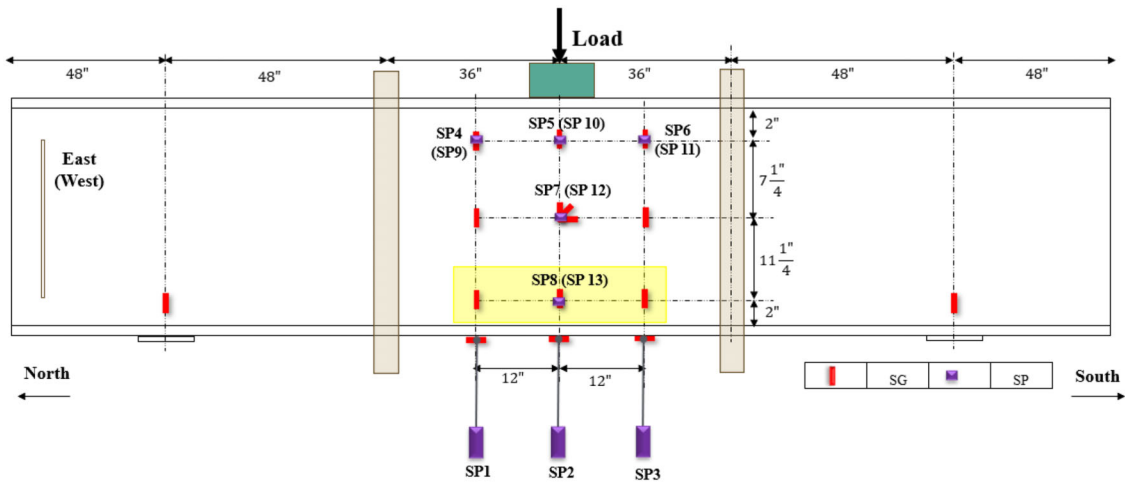 Load
48"
48"
36"
36"
48"
48"
SP5 (SP 10)
SP4
(SP9)
SP6
(SP 11)
2"
East
(West)
7 1/4"
SP7 (SP 12)
11 1/4"
SP8 (SP 13)
2"
North
12"
12"
SG
SP
South
SP1
SP2
SP3